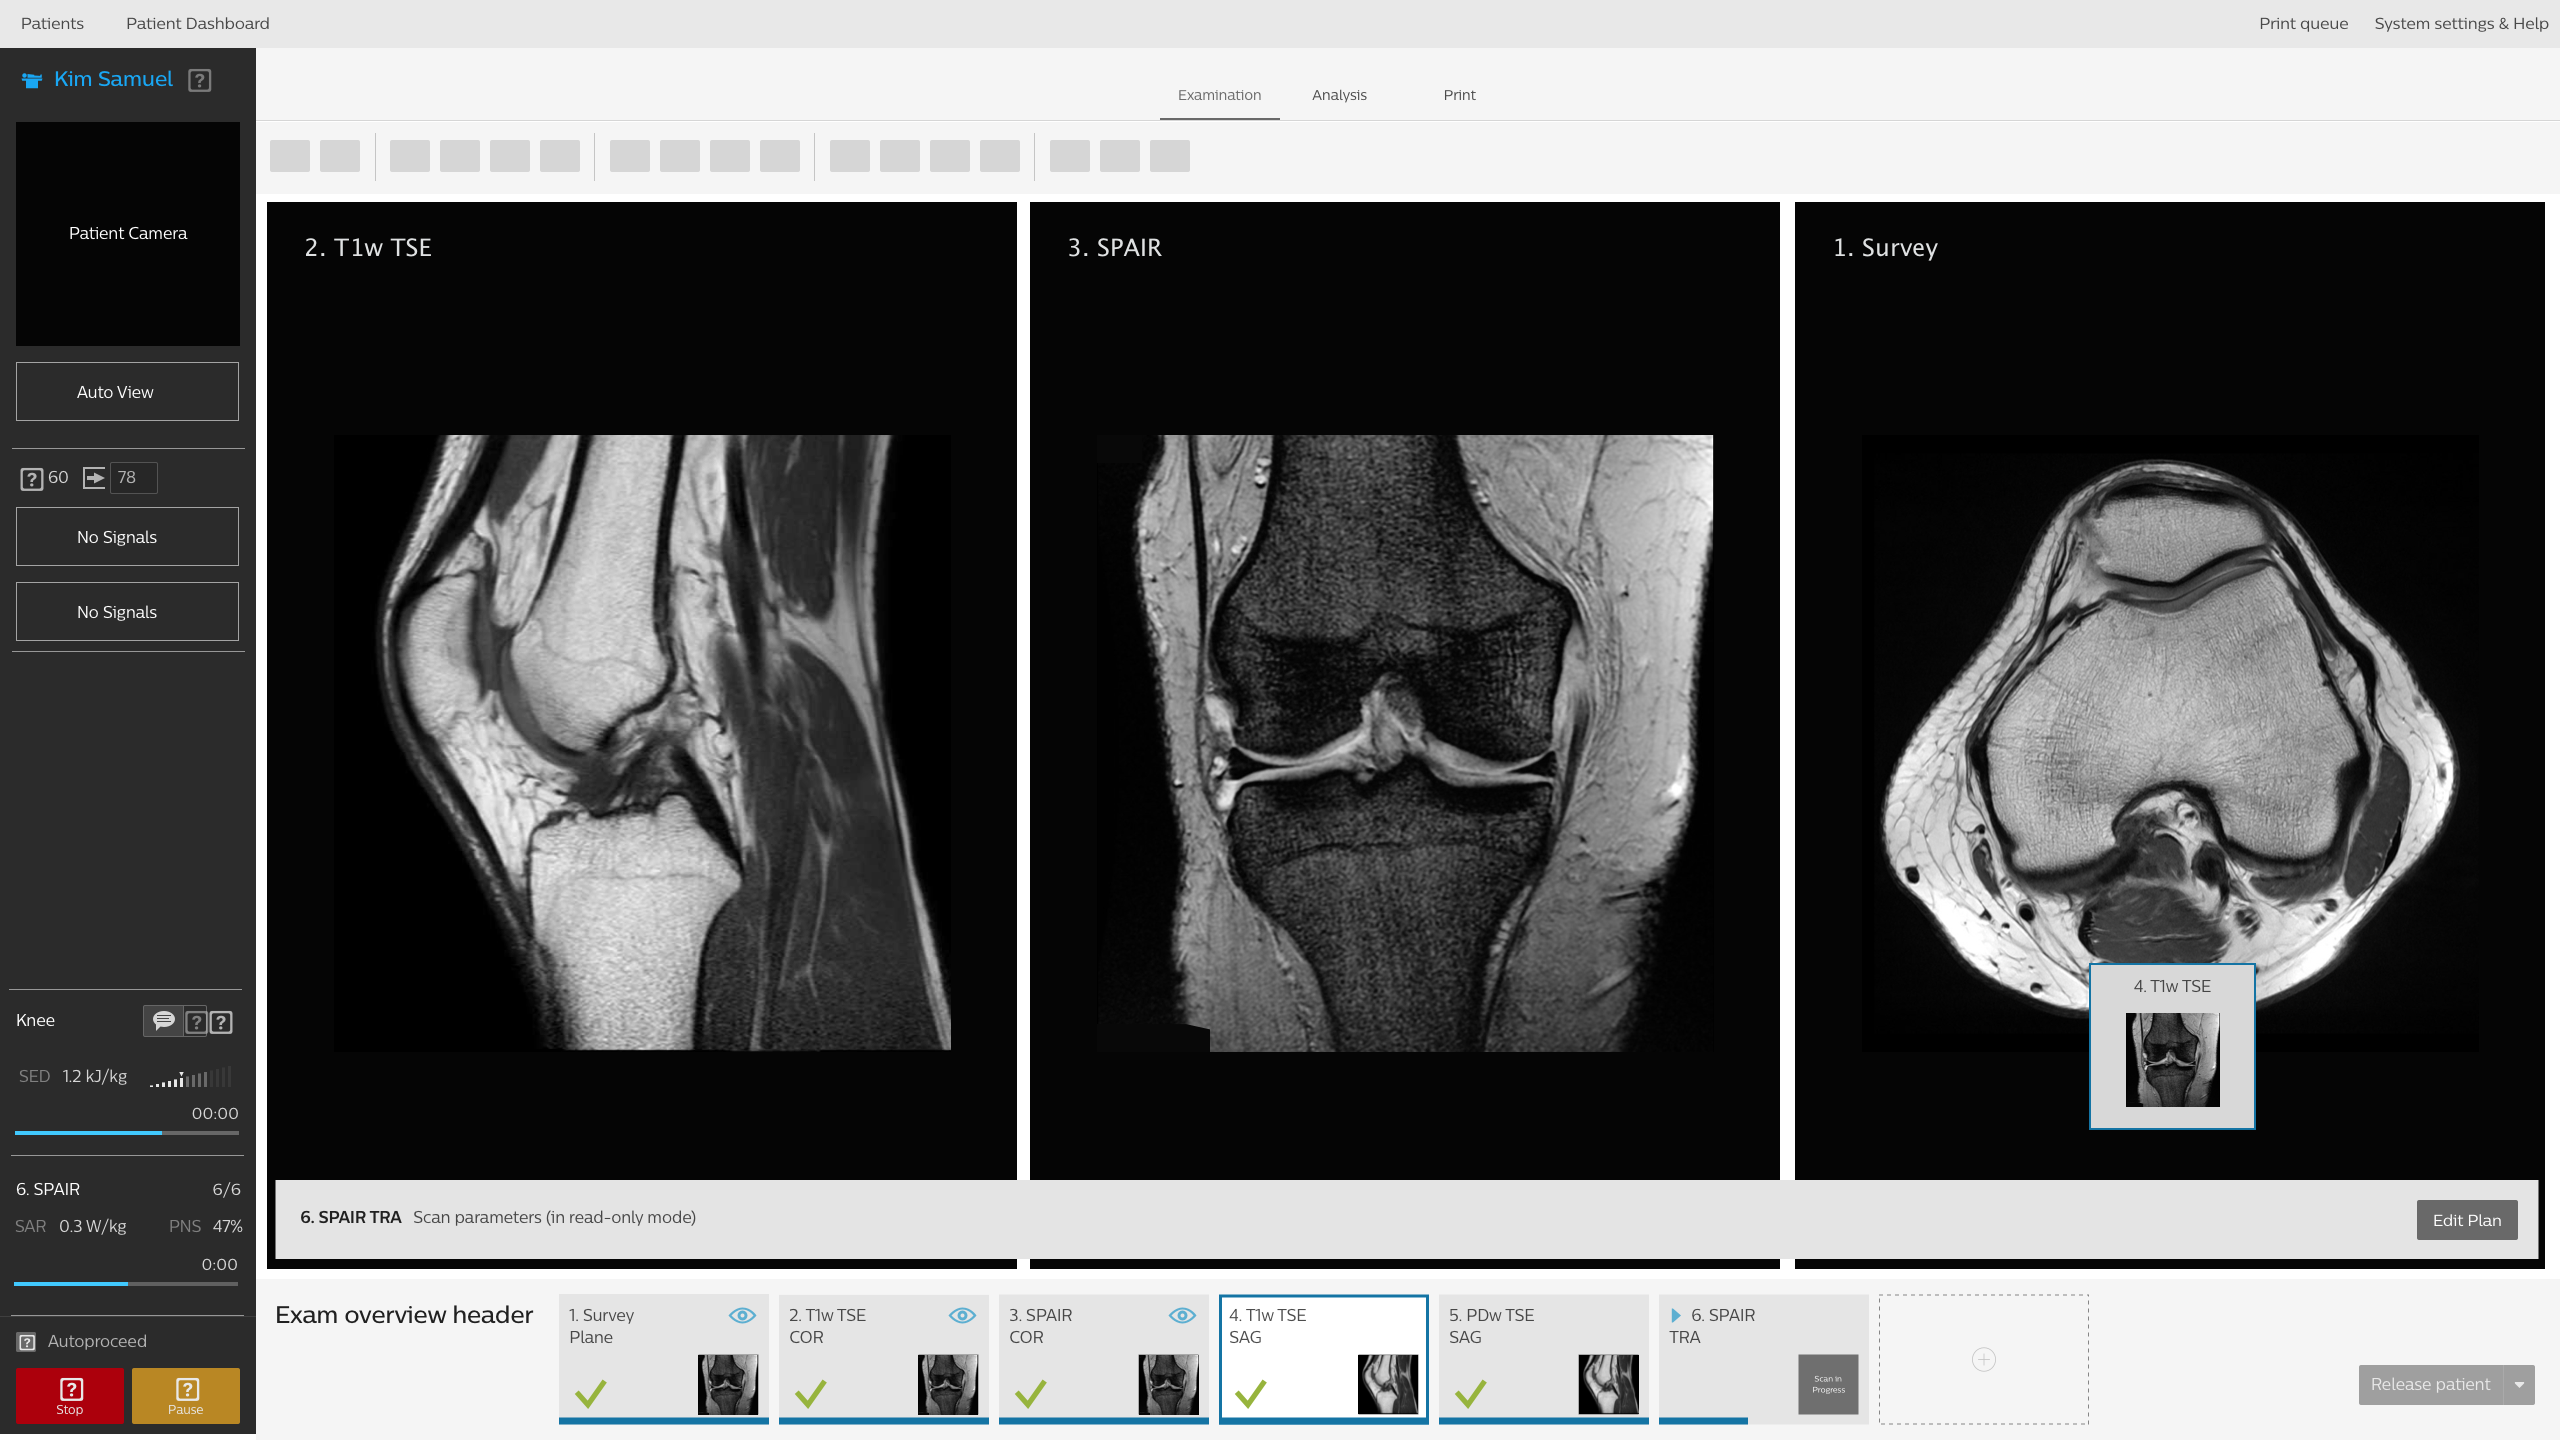 Patients Patient Dashboard Print queue System settings & Help
Kim Samuel
Examination Analysis Print
Patient Camera
Auto View
60 78
No Signals
No Signals
2. T1w TSE
3. SPAIR
1. Survey
4. T1w TSE
Knee
SED 1.2 kJ/kg
00:00
6. SPAIR 6/6
SAR 0.3 W/kg PNS 47%
0:00
Autoproceed
Stop
Pause
6. SPAIR TRA Scan parameters (in read-only mode)
Edit Plan
Exam overview header
1. Survey
Plane
2. T1w TSE
COR
3. SPAIR
COR
4. T1w TSE
SAG
5. PDw TSE
SAG
6. SPAIR
TRA
Scan In
Progress
Release patient